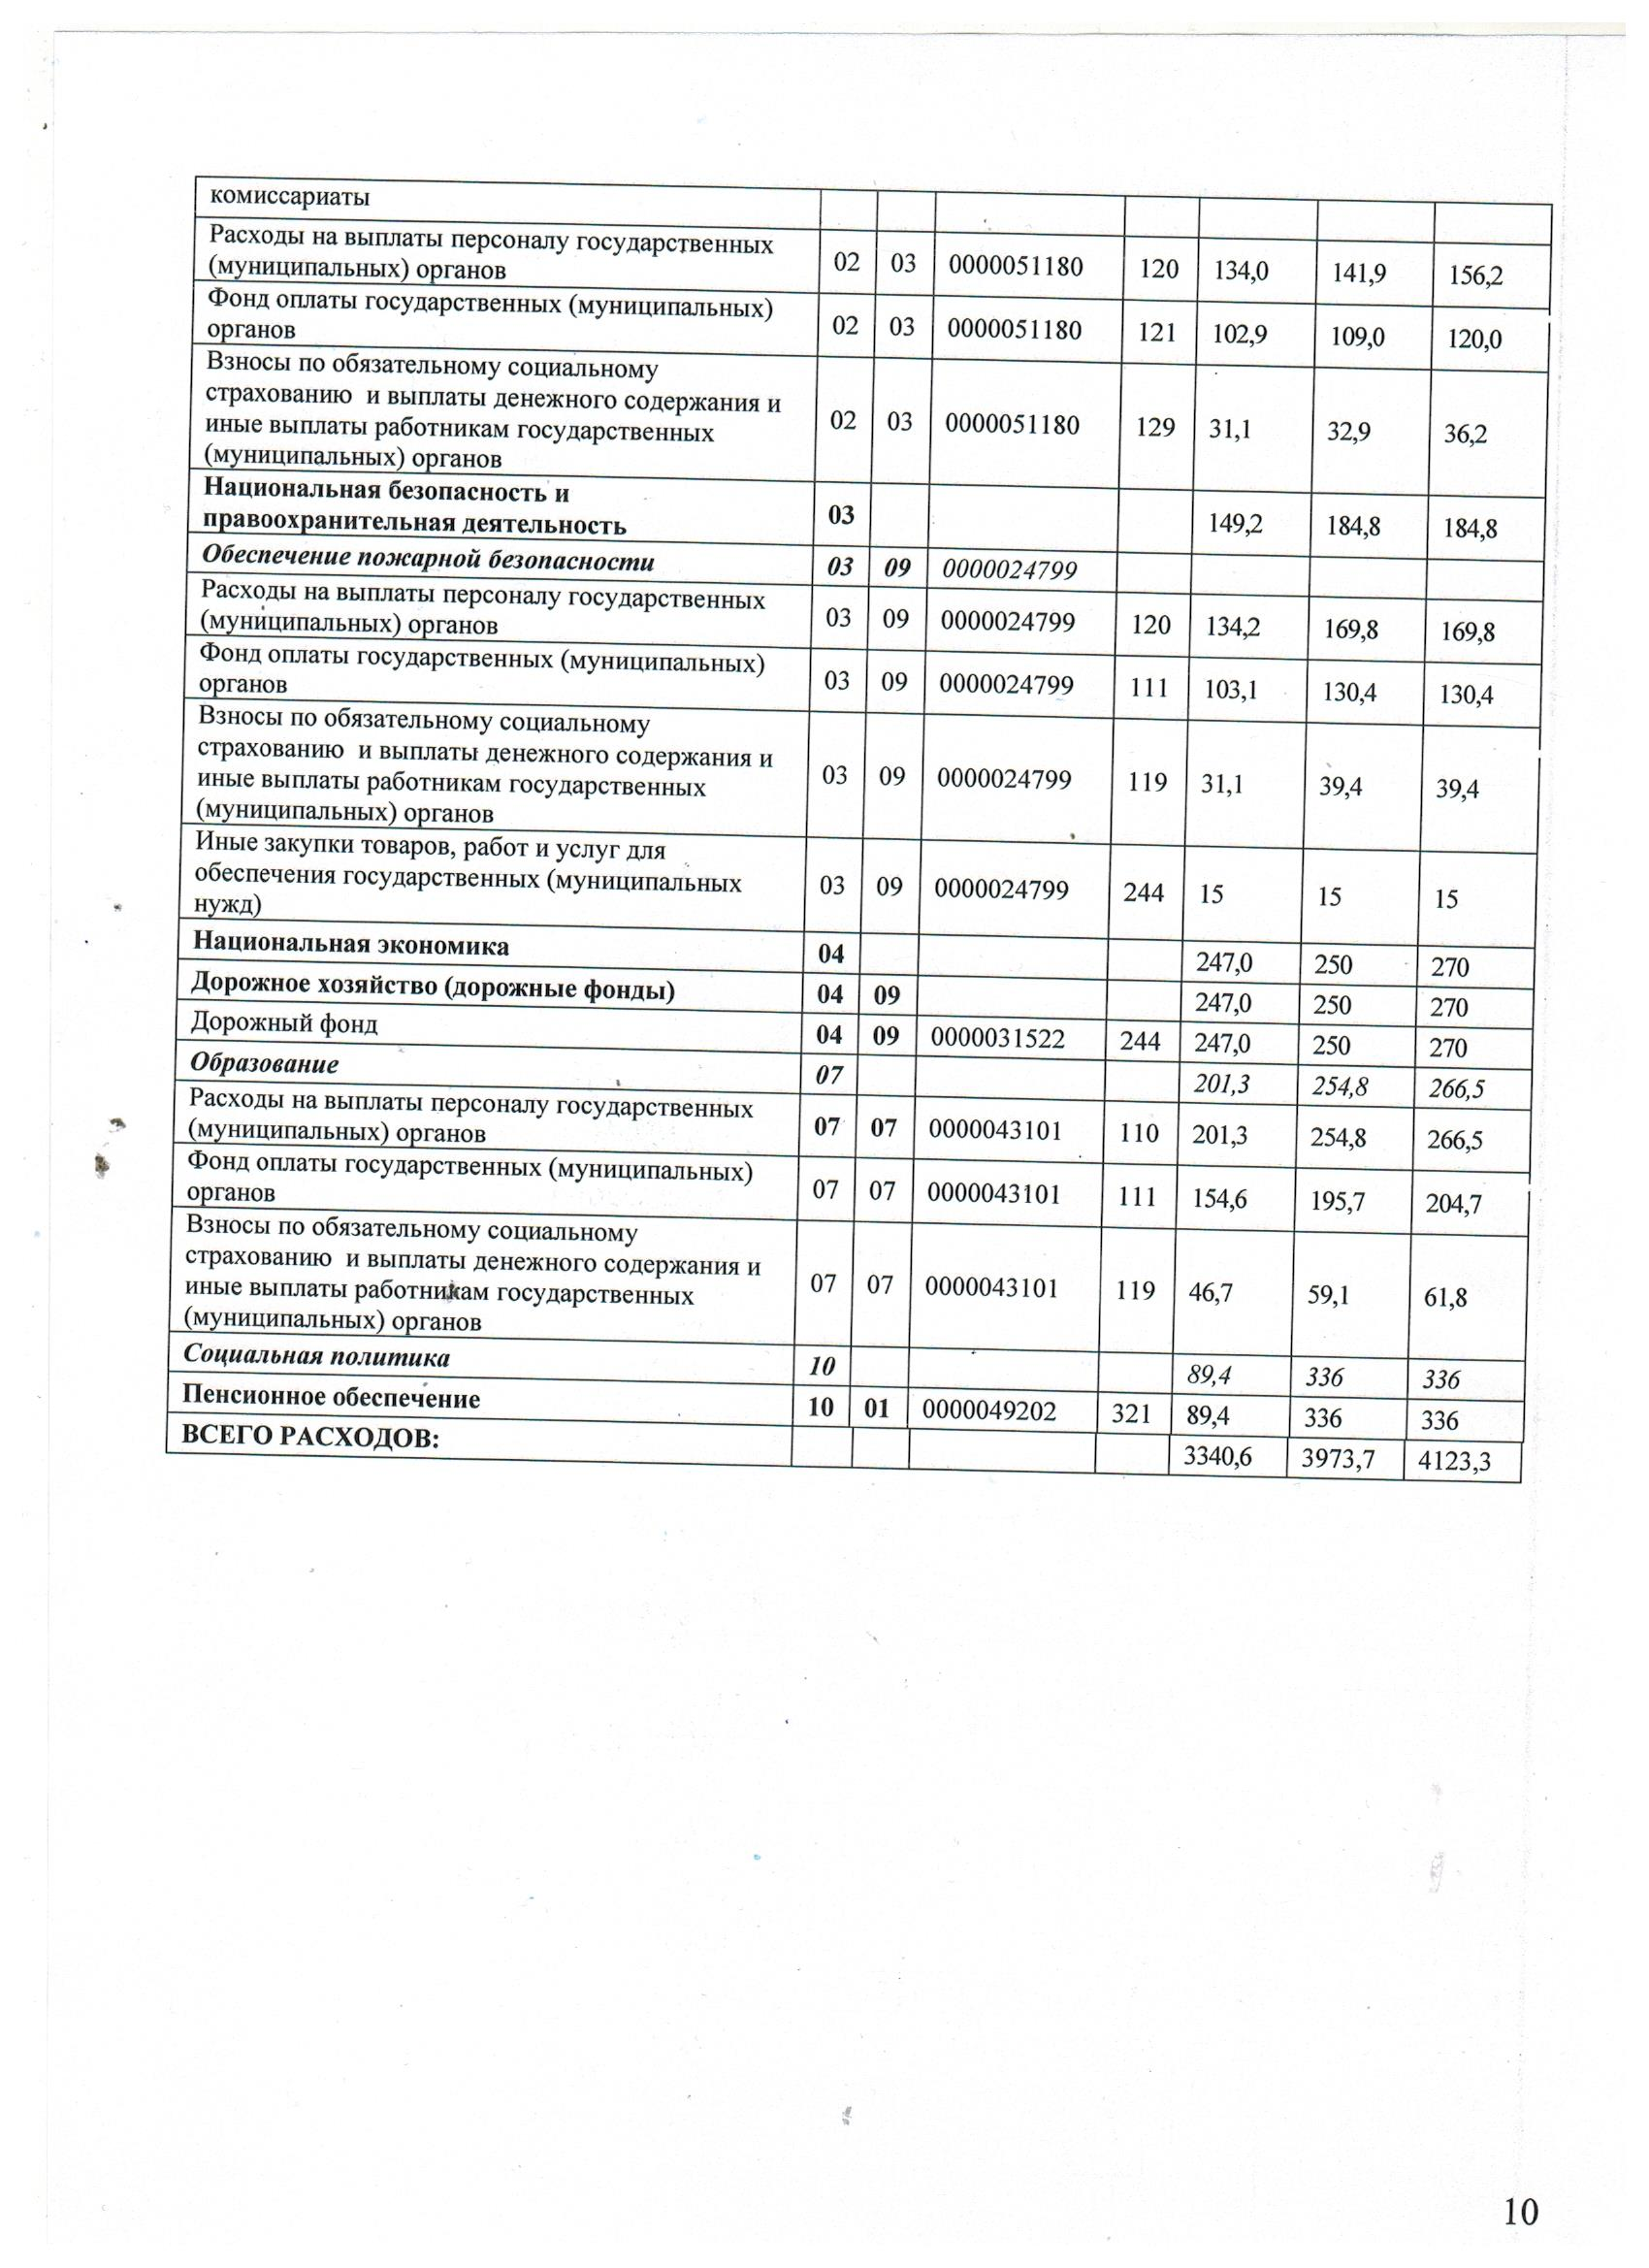 комиссариаты
Расходы на выплаты персоналу государственных
(муниципальных) органов 02 03 0000051180 120 134,0 141,9 156,2
Фонд оплаты государственных (муниципальных)
органов 02 03 0000051180 121 102,9 109,0 120,0
Взносы по обязательному социальному
страхованию и выплаты денежного содержания и
иные выплаты работникам государственных 02 03 0000051180 129 31,1 32,9 36,2
(муниципальных) органов
Национальная безопасность и
правоохранительная деятельность 03 149,2 184,8 184,8
Обеспечение пожарной безопасности 03 09 0000024799
Расходы на выплаты персоналу государственных
(муниципальных) органов 03 09 0000024799 120 134,2 169,8 169,8
Фонд оплаты государственных (муниципальных)
органов 03 09 0000024799 111 103,1 130,4 130,4
Взносы по обязательному социальному
страхованию и выплаты денежного содержания и
иные выплаты работникам государственных 03 09 0000024799 119 31,1 39,4 39,4
(муниципальных) органов
Иные закупки товаров, работ и услуг для
обеспечения государственных (муниципальных 03 09 0000024799 244 15 15 15
нужд)
Национальная экономика 04 247,0 250 270
Дорожное хозяйство (дорожные фонды) 04 09 247,0 250 270
Дорожный фонд 04 09 0000031522 244 247,0 250 270
Образование 07 201,3 254,8 266,5
Расходы на выплаты персоналу государственных
(муниципальных) органов 07 07 0000043101 110 201,3 254,8 266,5
Фонд оплаты государственных (муниципальных)
органов 07 07 0000043101 111 154,6 195,7 204,7
Взносы по обязательному социальному
страхованию и выплаты денежного содержания и
иные выплаты работникам государственных 07 07 0000043101 119 46,7 59,1 61,8
(муниципальных) органов
Социальная политика 10 89,4 336 336
Пенсионное обеспечение 10 01 0000049202 321 89,4 336 336
ВСЕГО РАСХОДОВ: 3340,6 3973,7 4123,3
10